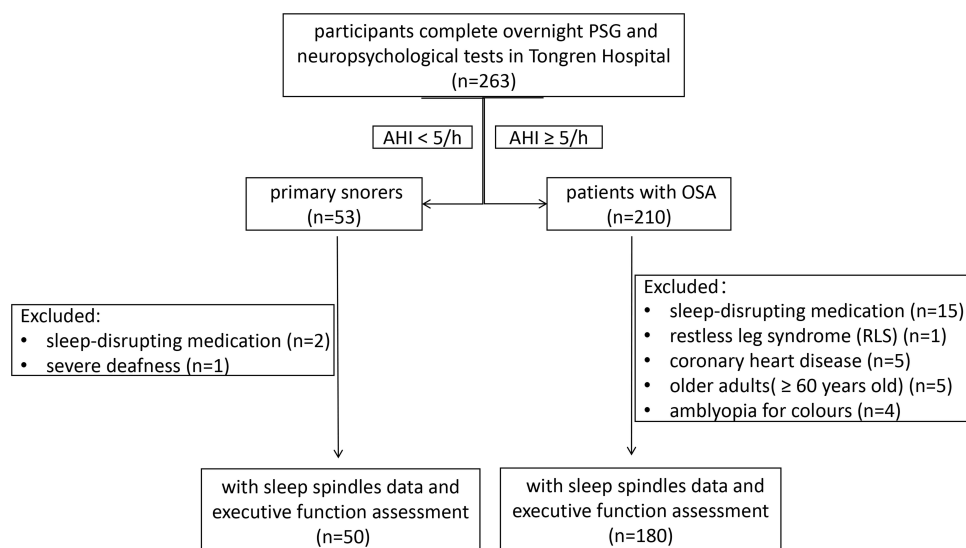 participants complete overnight PSG and
neuropsychological tests in Tongren Hospital
(n=263)
AHI < 5/h
AHI ≥ 5/h
primary snorers
(n=53)
patients with OSA
(n=210)
Excluded:
• sleep-disrupting medication (n=2)
• severe deafness (n=1)
Excluded：
• sleep-disrupting medication (n=15)
• restless leg syndrome (RLS) (n=1)
• coronary heart disease (n=5)
• older adults( ≥ 60 years old) (n=5)
• amblyopia for colours (n=4)
with sleep spindles data and
executive function assessment
(n=50)
with sleep spindles data and
executive function assessment
(n=180)